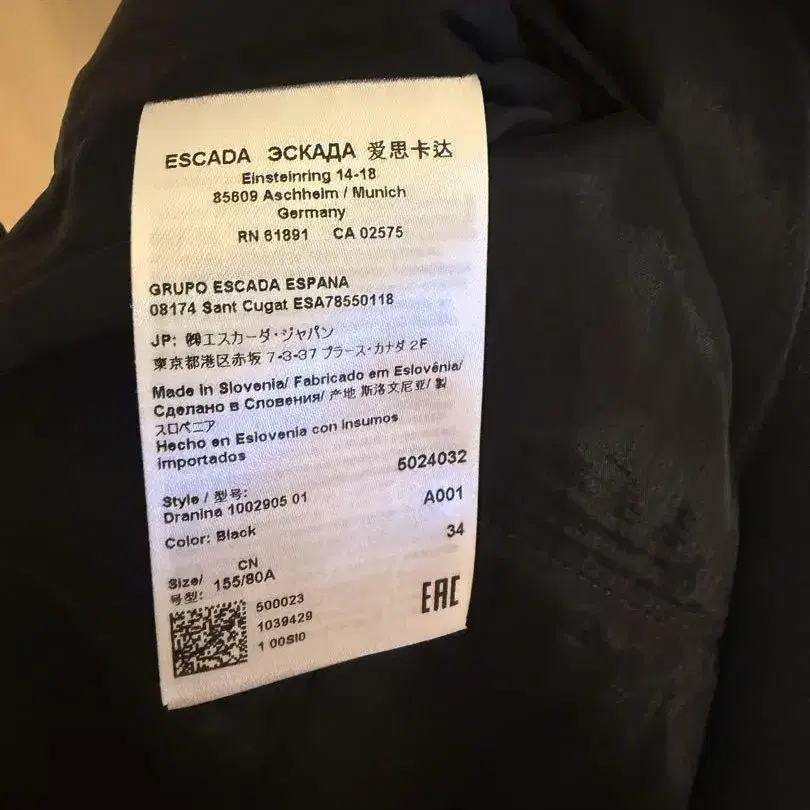 ESCADA ЭСКАДА 爱思卡达
Einsteinring 14-18
85609 Aschheim / Munich
Germany
RN 61891 CA 02575
GRUPO ESCADA ESPANA
08174 Sant Cugat ESA78550118
JP: ㈱エスカーダ・ジャパン
東京都港区赤坂 7-3-37 プラース・カナダ 2F
Made in Slovenia/ Fabricado em Eslovênia/
Сделано в Словения/ 产地 斯洛文尼亚/ 製
スロベニア
Hecho en Eslovenia con insumos
importados
5024032
Style / 型号:
Dranina 1002905 01
A001
Color: Black
34
CN
Size/ 155/80A
号型:
500023
1039429
1 00SI0
EAC